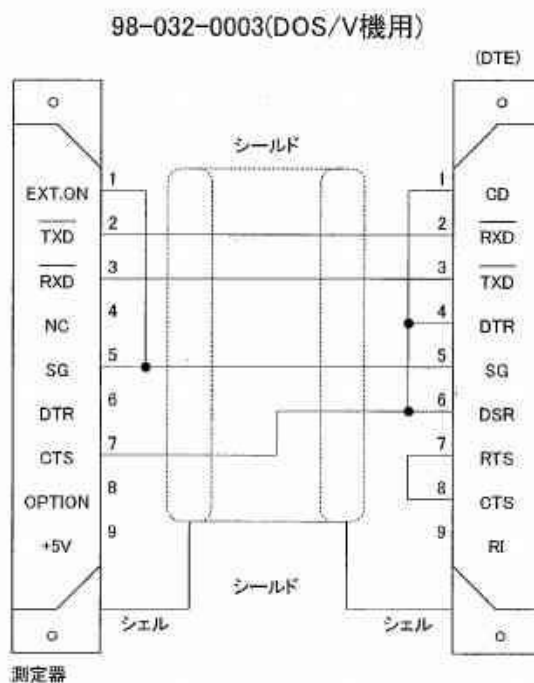 98-032-0003(DOS/V機用)
(DTE)
シールド
EXT.ON 1 1 CD
TXD 2 2 RXD
RXD 3 3 TXD
NC 4 4 DTR
SG 5 5 SG
DTR 6 6 DSR
CTS 7 7 RTS
OPTION 8 8 CTS
+5V 9 9 RI
シールド
シェル シェル
測定器